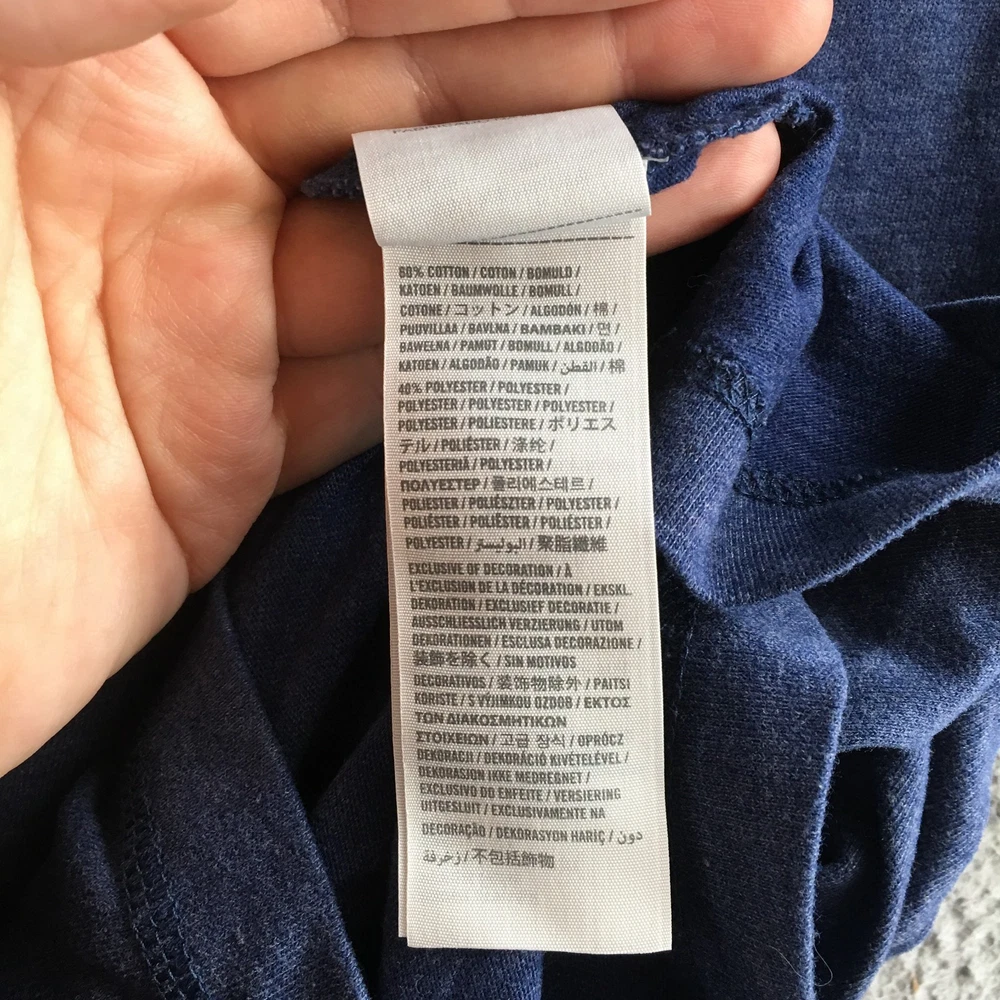 60% COTTON / COTON / BOMULD /
KATOEN / BAUMWOLLE / BOMULL /
COTONE / コットン / ALGODÓN / 棉 /
PUUVILLAA / BAVLNA / BAMBAKI / 면 /
BAWEŁNA / PAMUT / BOMULL / ALGODÃO /
KATOEN / ALGODÃO / PAMUK / القطن / 棉
40% POLYESTER / POLYESTER /
POLYESTER / POLYESTER / POLYESTER /
POLYESTER / POLIESTERE / ポリエス
テル / POLIÉSTER / 涤纶 /
POLYESTERIÄ / POLYESTER /
ΠΟΛΥΕΣΤΕΡ / 폴리에스테르 /
POLIESTER / POLIÉSZTER / POLYESTER /
POLIÉSTER / POLIËSTER / POLIÉSTER /
POLYESTER / البوليستر / 聚脂纖維
EXCLUSIVE OF DECORATION / À
L'EXCLUSION DE LA DÉCORATION / EKSKL.
DEKORATION / EXCLUSIEF DECORATIE /
AUSSCHLIESSLICH VERZIERUNG / UTOM
DEKORATIONEN / ESCLUSA DECORAZIONE /
装飾を除く / SIN MOTIVOS
DECORATIVOS / 装饰物除外 / PAITSI
KORISTE / S VÝJIMKOU OZDOB / ΕΚΤΟΣ
ΤΩΝ ΔΙΑΚΟΣΜΗΤΙΚΩΝ
ΣΤΟΙΧΕΙΩΝ / 고급 장식 / OPRÓCZ
DEKORACJI / DEKORÁCIÓ KIVÉTELÉVEL /
DEKORASJON IKKE MEDREGNET /
EXCLUSIVO DO ENFEITE / VERSIERING
UITGESLUIT / EXCLUSIVAMENTE NA
DECORAÇÃO / DEKORASYON HARIÇ / دون
زخرفة / 不包括飾物